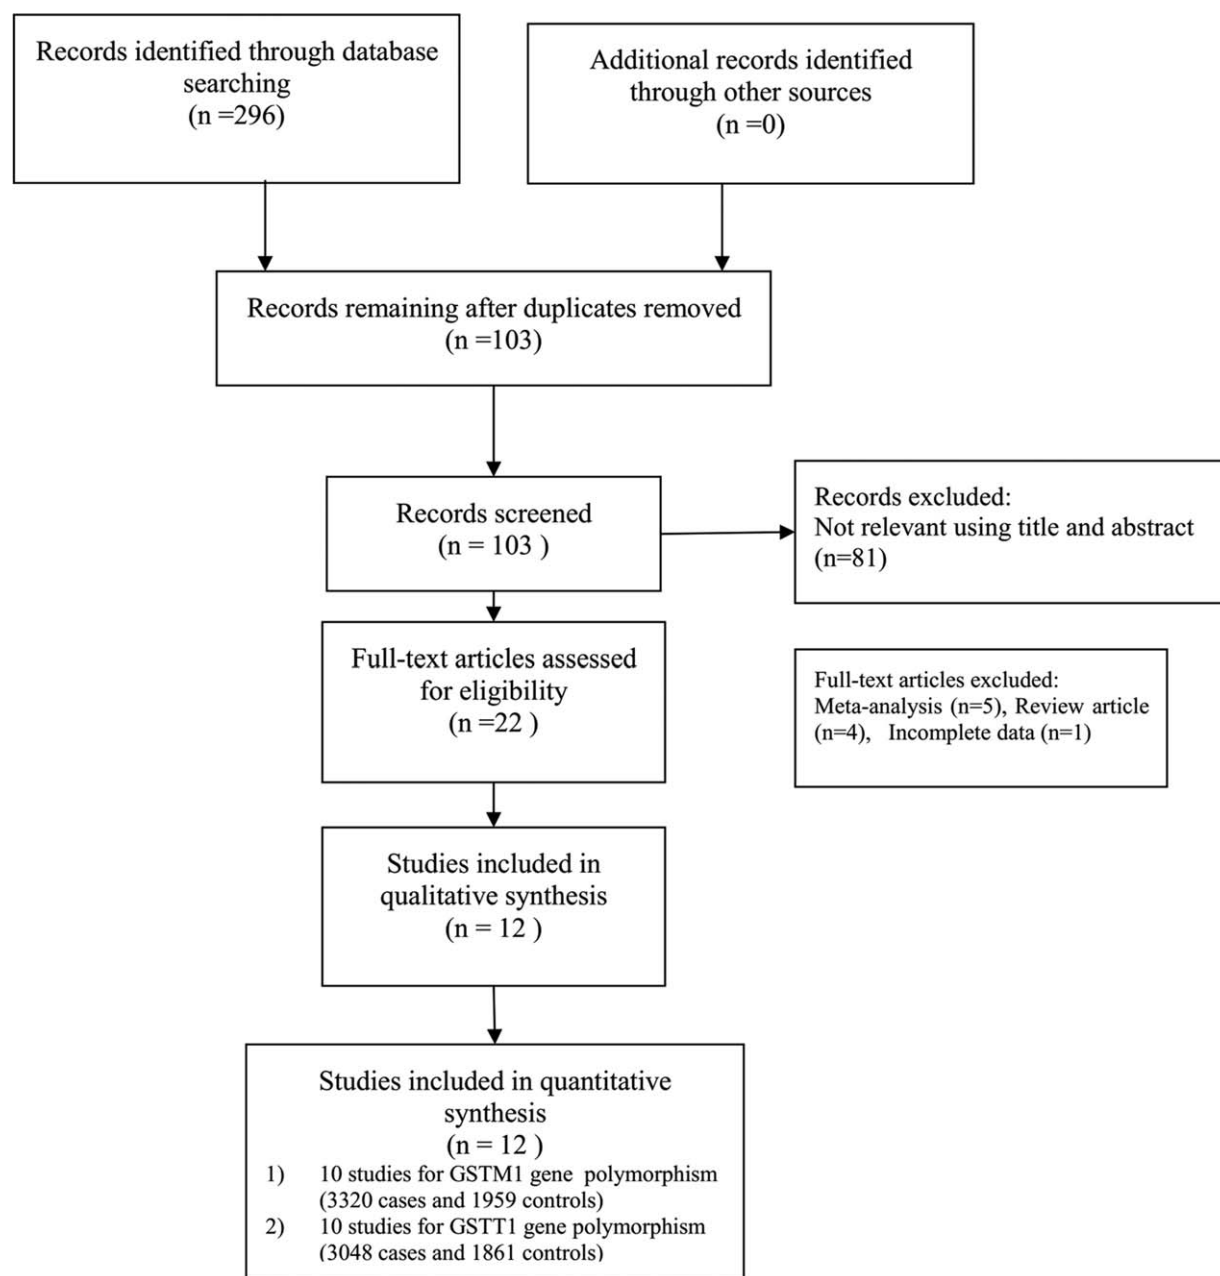 Records identified through database
searching
(n =296)
Additional records identified
through other sources
(n =0)
Records remaining after duplicates removed
(n =103)
Records screened
(n = 103 )
Records excluded:
Not relevant using title and abstract
(n=81)
Full-text articles assessed
for eligibility
(n =22 )
Full-text articles excluded:
Meta-analysis (n=5), Review article
(n=4), Incomplete data (n=1)
Studies included in
qualitative synthesis
(n = 12 )
Studies included in quantitative
synthesis
(n = 12 )
1) 10 studies for GSTM1 gene polymorphism
(3320 cases and 1959 controls)
2) 10 studies for GSTT1 gene polymorphism
(3048 cases and 1861 controls)